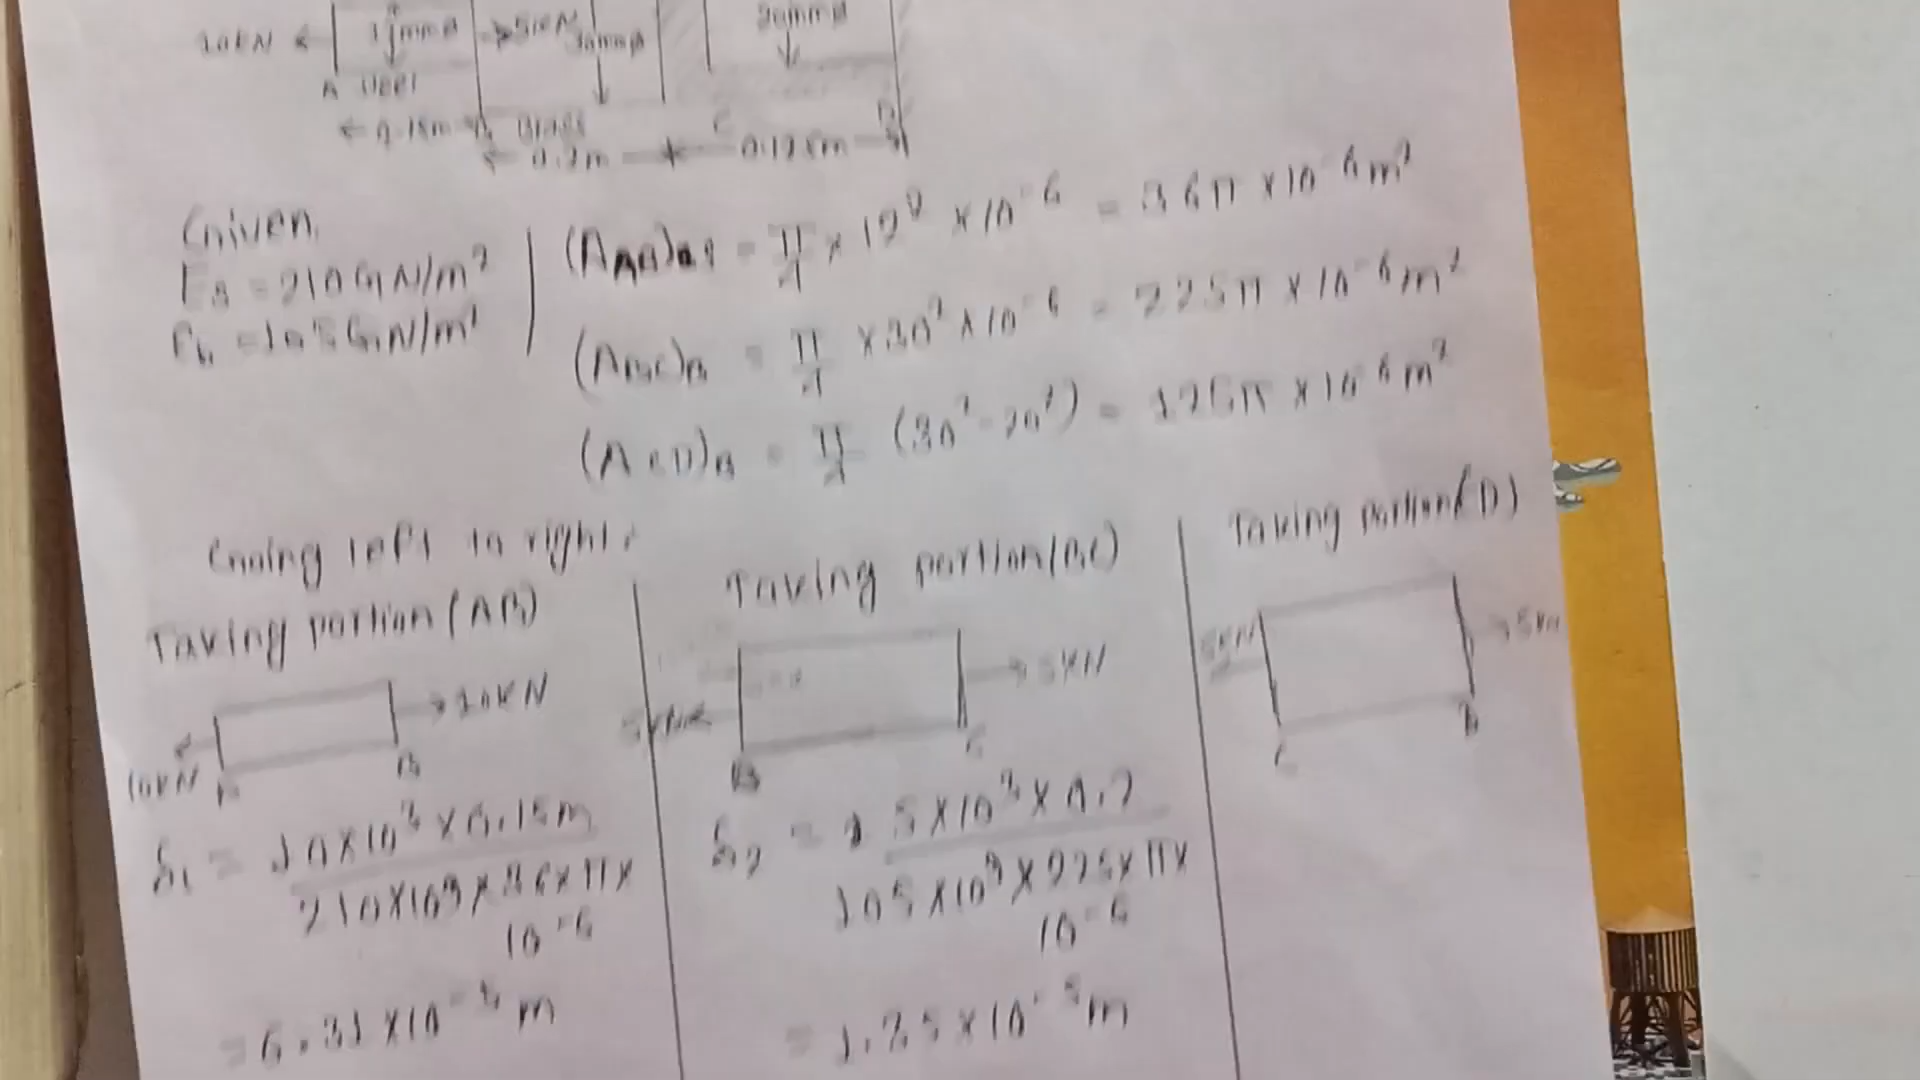 10kN
12mmφ
5kN
30mmφ
20mmφ
A steel
B Brass C D
0.15m 0.2m 0.125m
Given,
Es = 210 GN/m²
Eb = 105 GN/m²
= π/4 × 12² × 10⁻⁶ = 36π × 10⁻⁶ m²
(ABC)B = π/4 × 30² × 10⁻⁶ = 225π × 10⁻⁶ m²
(ACD)B = π/4 (30² - 20²) = 125π × 10⁻⁶ m²
Going left to right:
Taking portion (AB)
10kN
10kN A B
δ1 = 10×10³ × 0.15m / 210×10⁹ × 36×π× 10⁻⁶
= 6.31×10⁻⁵ m
Taking portion (BC)
5kN 5kN
B C
δ2 = 5×10³ × 0.2 / 105×10⁹ × 225×π× 10⁻⁶
= 1.35×10⁻⁵ m
Taking portion (D)
5kN 5kN
C D